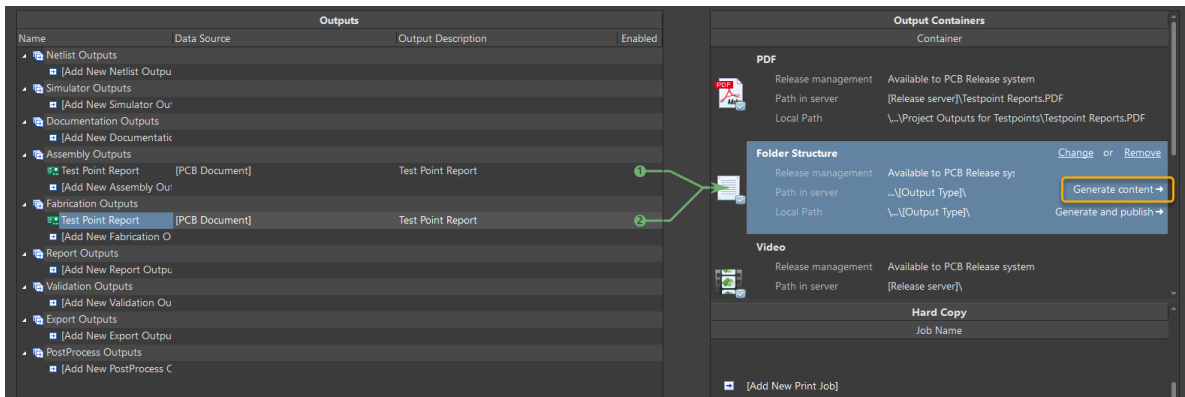 Outputs
Name Data Source Output Description Enabled
Netlist Outputs
[Add New Netlist Outpu
Simulator Outputs
[Add New Simulator Out
Documentation Outputs
[Add New Documentatic
Assembly Outputs
Test Point Report [PCB Document] Test Point Report 1
[Add New Assembly Out
Fabrication Outputs
Test Point Report [PCB Document] Test Point Report 2
[Add New Fabrication O
Report Outputs
[Add New Report Outpu
Validation Outputs
[Add New Validation Ou
Export Outputs
[Add New Export Outpu
PostProcess Outputs
[Add New PostProcess C
Output Containers
Container
PDF
PDF
Release management Available to PCB Release system
Path in server [Release server]\Testpoint Reports.PDF
Local Path \...\Project Outputs for Testpoints\Testpoint Reports.PDF
Folder Structure Change or Remove
Release management Available to PCB Release sys
Path in server ...\[Output Type]\ Generate content
Local Path \...\[Output Type]\ Generate and publish
Video
Release management Available to PCB Release system
Path in server [Release server]\
Hard Copy
Job Name
[Add New Print Job]